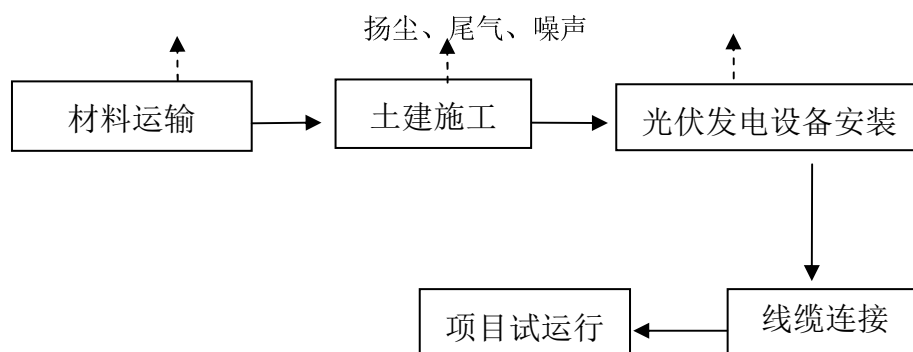 扬尘、尾气、噪声
材料运输
土建施工
光伏发电设备安装
线缆连接
项目试运行